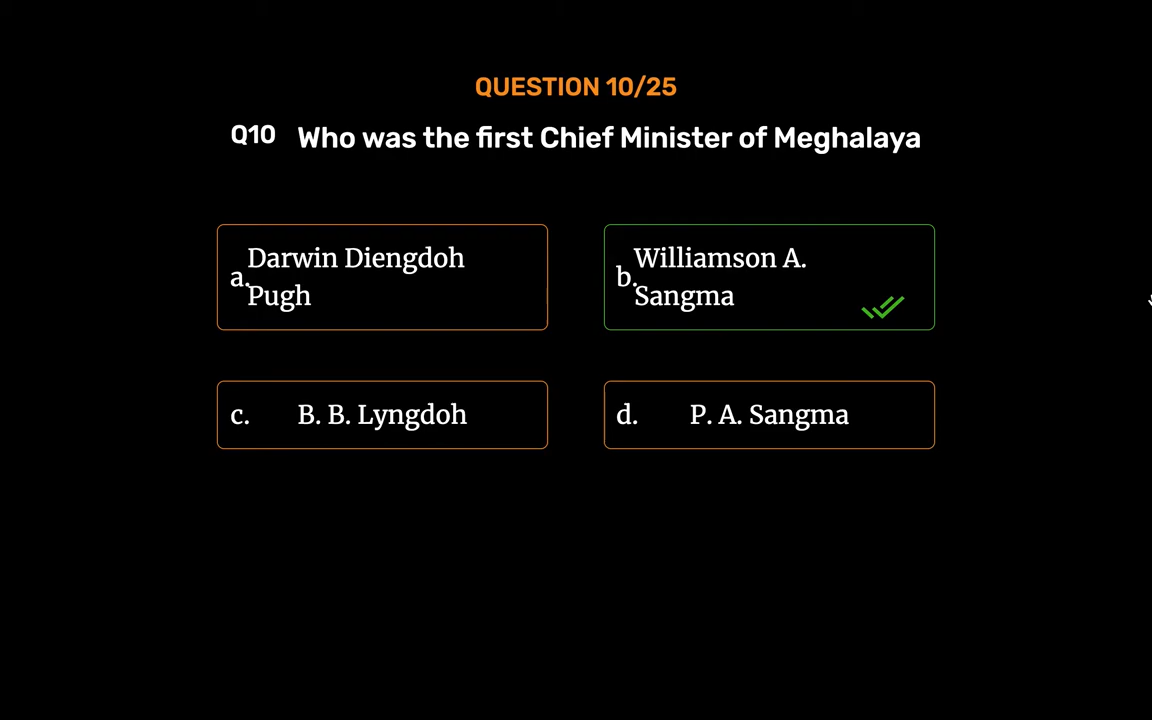 QUESTION 10/25
Q10 Who was the first Chief Minister of Meghalaya
a. Darwin Diengdoh
Pugh
b. Williamson A.
Sangma
c. B. B. Lyngdoh
d. P. A. Sangma